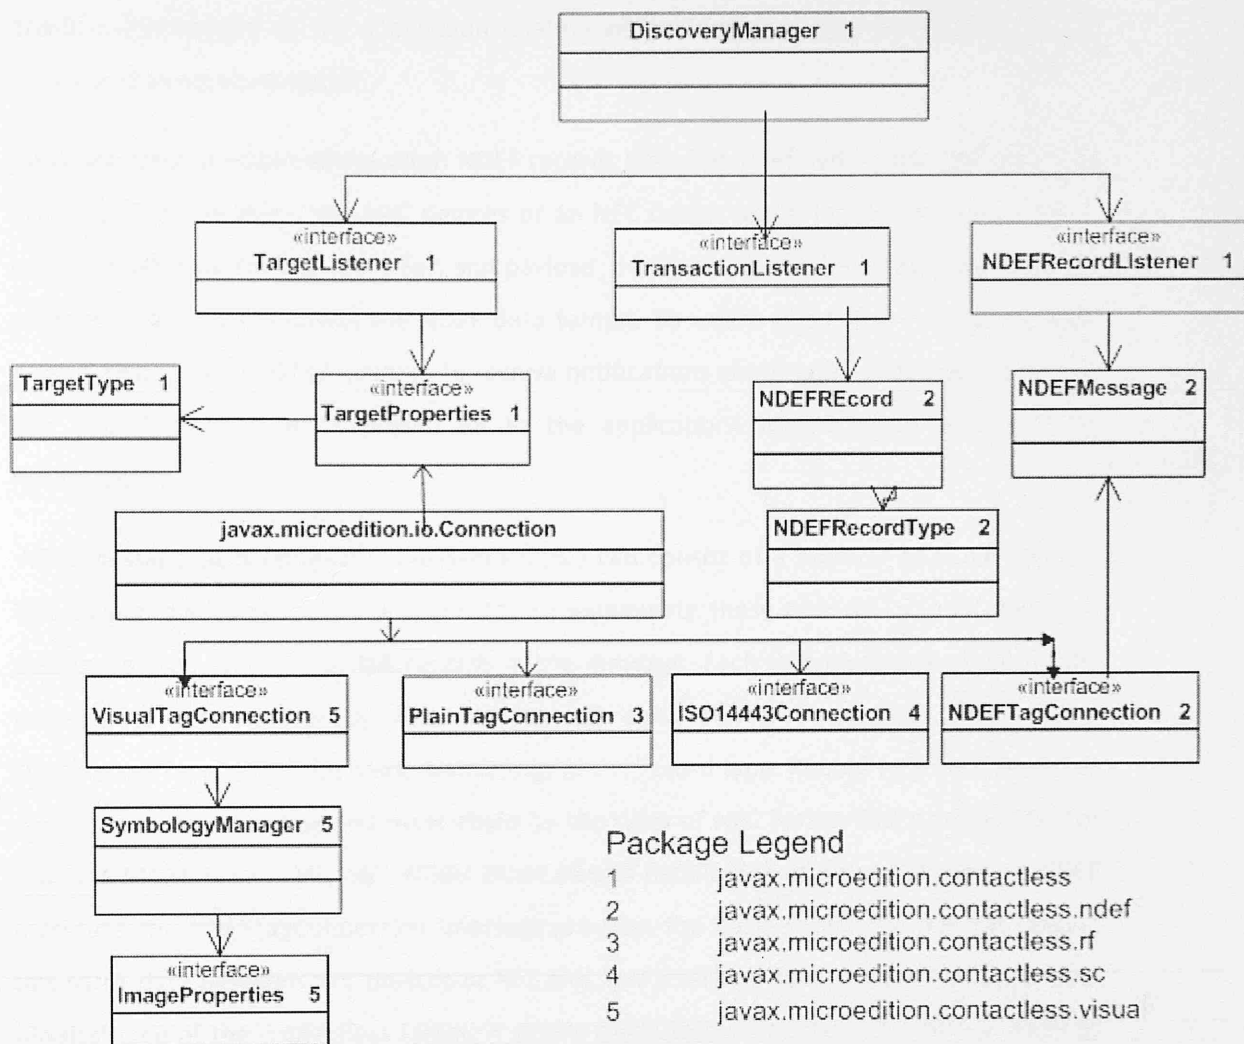 DiscoveryManager 1
«interface»
TargetListener 1
«interface»
TransactionListener 1
«interface»
NDEFRecordLIstener 1
TargetType 1
«interface»
TargetProperties 1
NDEFREcord 2
NDEFMessage 2
javax.microedition.io.Connection
NDEFRecordType 2
«interface»
VisualTagConnection 5
«interface»
PlainTagConnection 3
«interface»
ISO14443Connection 4
«interface»
NDEFTagConnection 2
SymbologyManager 5
«interface»
ImageProperties 5
Package Legend
1 javax.microedition.contactless
2 javax.microedition.contactless.ndef
3 javax.microedition.contactless.rf
4 javax.microedition.contactless.sc
5 javax.microedition.contactless.visual